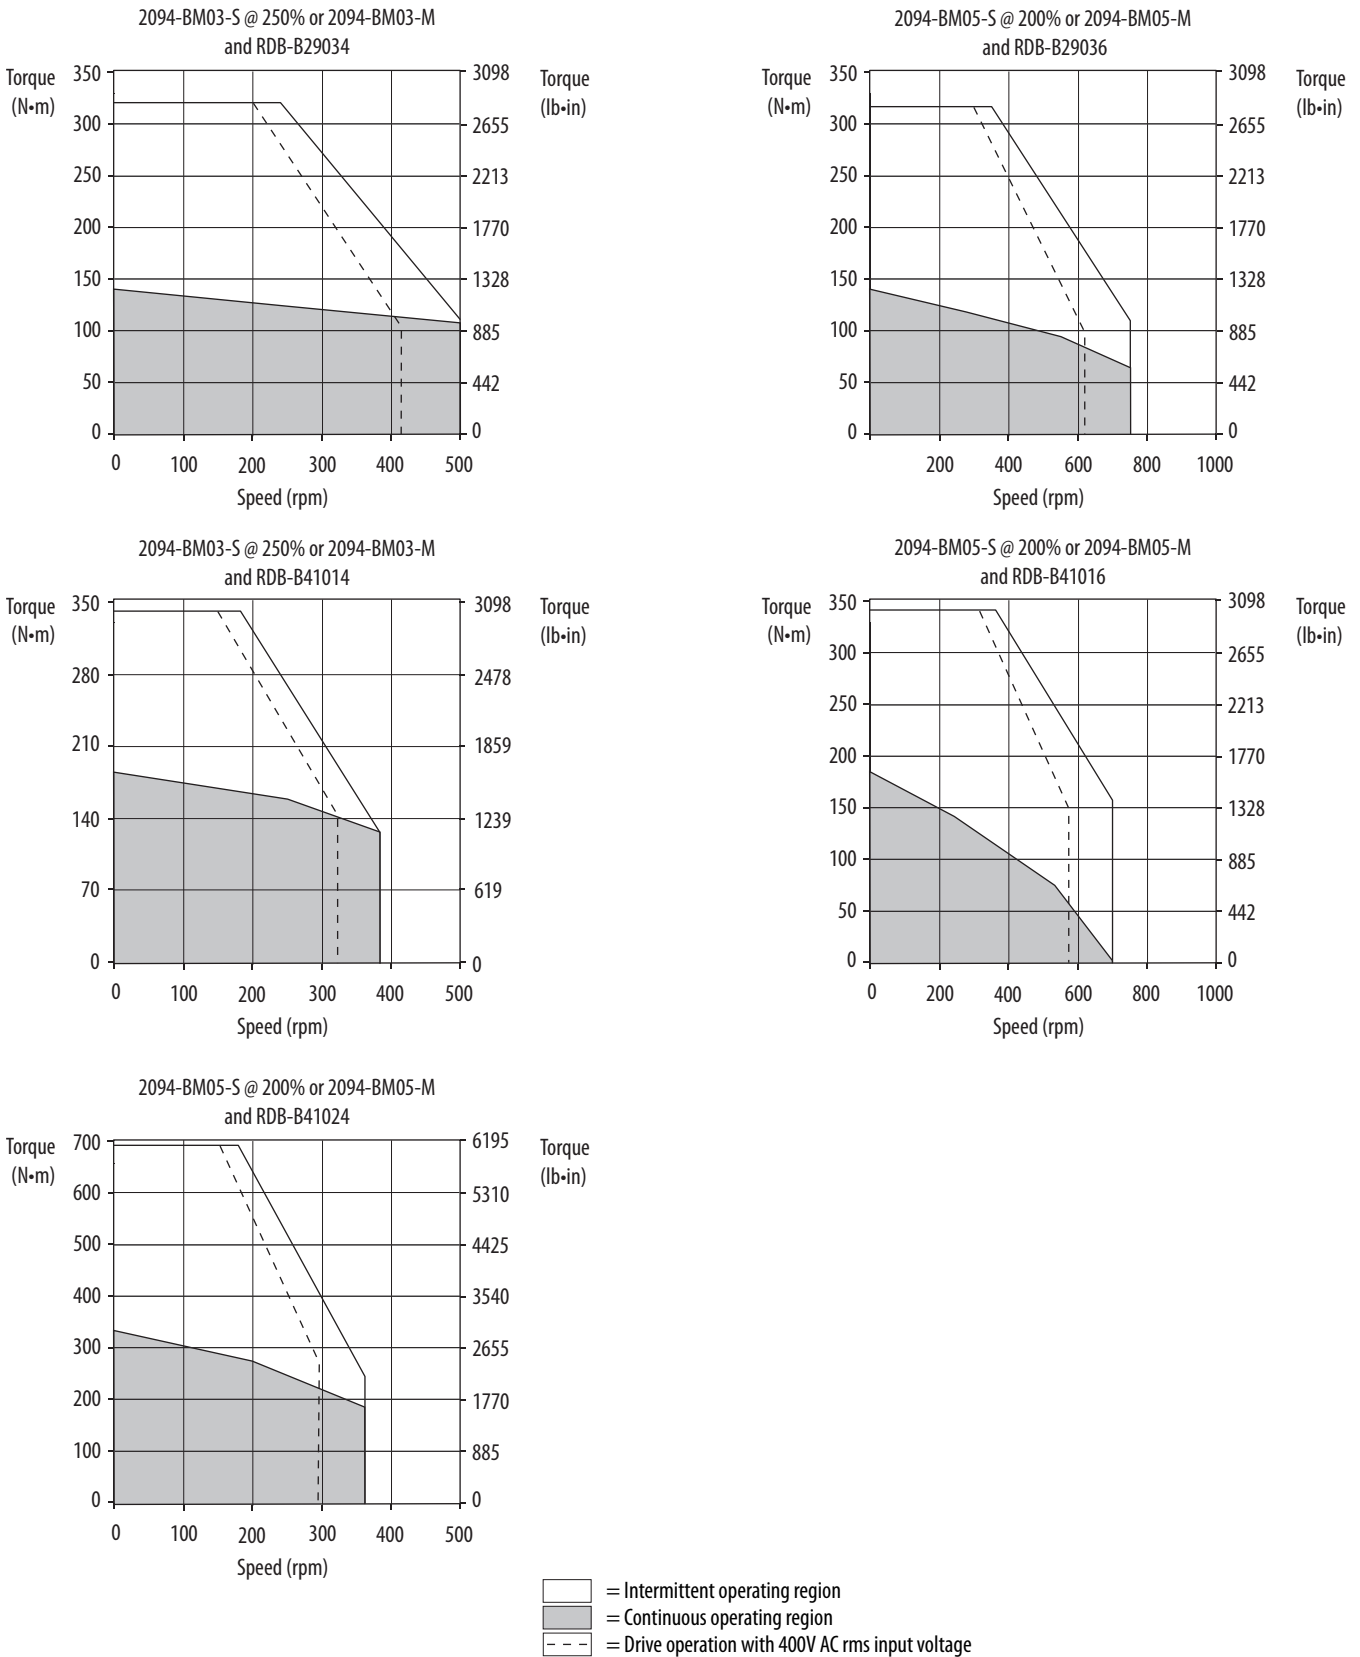 2094-BM03-S @ 250% or 2094-BM03-M
and RDB-B29034
Torque
(N•m)
350
300
250
200
150
100
50
0
3098
2655
2213
1770
1328
885
442
0
Torque
(lb•in)
0 100 200 300 400 500
Speed (rpm)
2094-BM05-S @ 200% or 2094-BM05-M
and RDB-B29036
Torque
(N•m)
350
300
250
200
150
100
50
0
3098
2655
2213
1770
1328
885
442
0
Torque
(lb•in)
200 400 600 800 1000
Speed (rpm)
2094-BM03-S @ 250% or 2094-BM03-M
and RDB-B41014
Torque
(N•m)
350
280
210
140
70
0
3098
2478
1859
1239
619
0
Torque
(lb•in)
0 100 200 300 400 500
Speed (rpm)
2094-BM05-S @ 200% or 2094-BM05-M
and RDB-B41016
Torque
(N•m)
350
300
250
200
150
100
50
0
3098
2655
2213
1770
1328
885
442
0
Torque
(lb•in)
0 200 400 600 800 1000
Speed (rpm)
2094-BM05-S @ 200% or 2094-BM05-M
and RDB-B41024
Torque
(N•m)
700
600
500
400
300
200
100
0
6195
5310
4425
3540
2655
1770
885
0
Torque
(lb•in)
0 100 200 300 400 500
Speed (rpm)
= Intermittent operating region
= Continuous operating region
= Drive operation with 400V AC rms input voltage